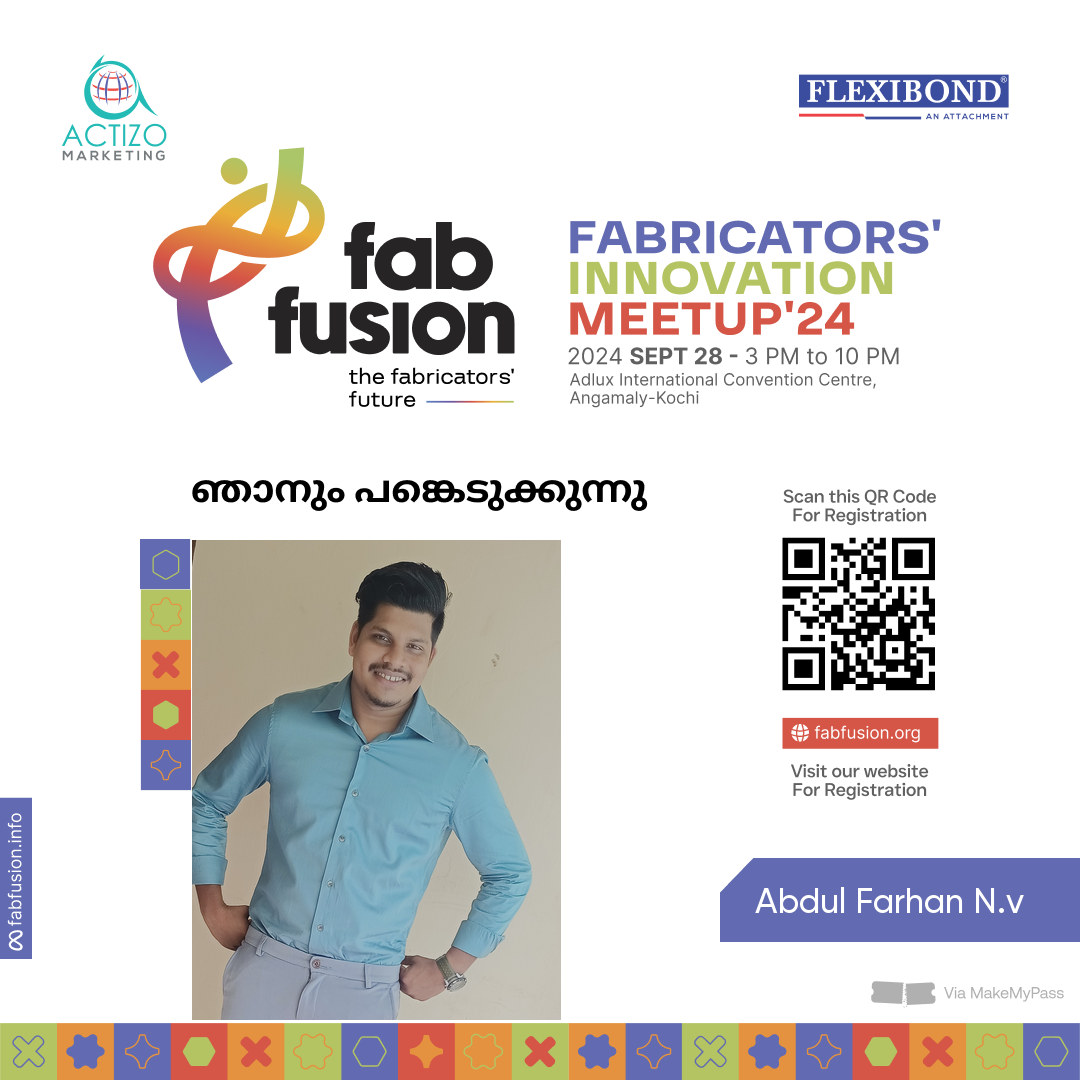 ACTIZO
MARKETING
FLEXIBOND®
AN ATTACHMENT
fab
fusion
the fabricators'
future
FABRICATORS'
INNOVATION
MEETUP'24
2024 SEPT 28 - 3 PM to 10 PM
Adlux International Convention Centre,
Angamaly-Kochi
ഞാനും പങ്കെടുക്കുന്നു
Scan this QR Code
For Registration
fabfusion.org
Visit our website
For Registration
fabfusion.info
Abdul Farhan N.v
Via MakeMyPass